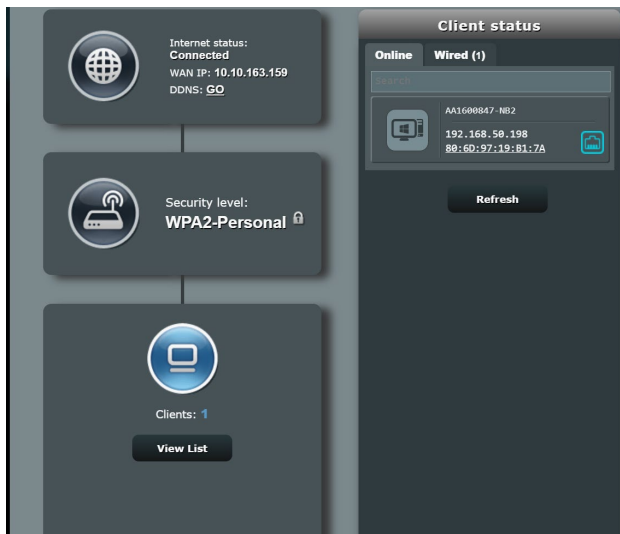 Internet status:
Connected
WAN IP: 10.10.163.159
DDNS: GO
Security level:
WPA2-Personal
Clients: 1
View List
Client status
Online Wired (1)
Search
AA1600847-NB2
192.168.50.198
80:6D:97:19:B1:7A
Refresh